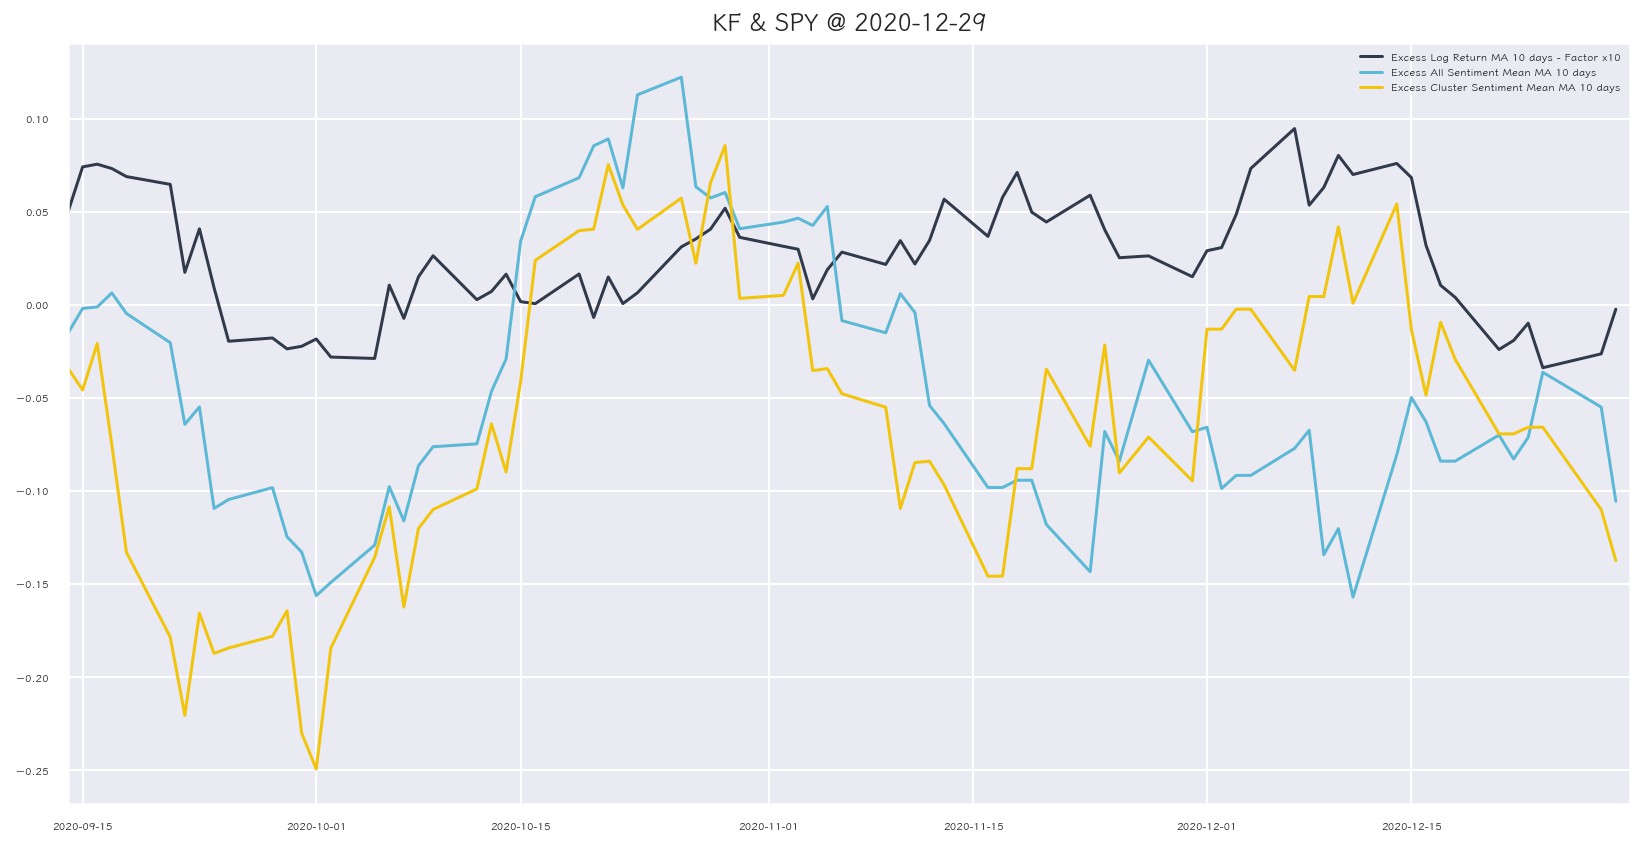 KF & SPY @ 2020-12-29
Excess Log Return MA 10 days - Factor x10
Excess All Sentiment Mean MA 10 days
Excess Cluster Sentiment Mean MA 10 days
0.10
0.05
0.00
−0.05
−0.10
−0.15
−0.20
−0.25
2020-09-15 2020-10-01 2020-10-15 2020-11-01 2020-11-15 2020-12-01 2020-12-15